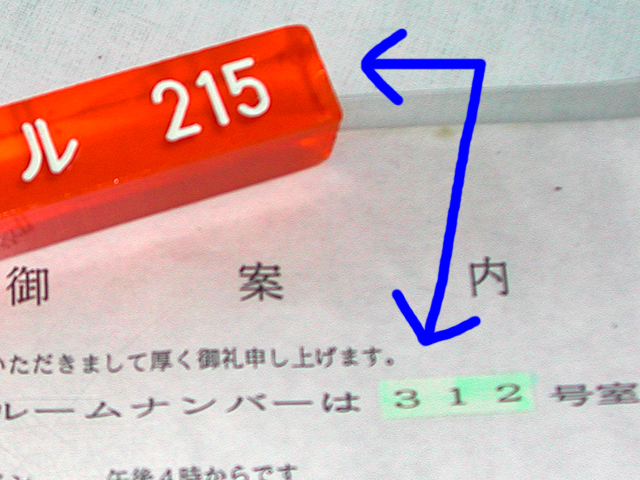 ル 215
御 案 内
いただきまして厚く御礼申し上げます。
ルームナンバーは 312 号室
午後4時からです